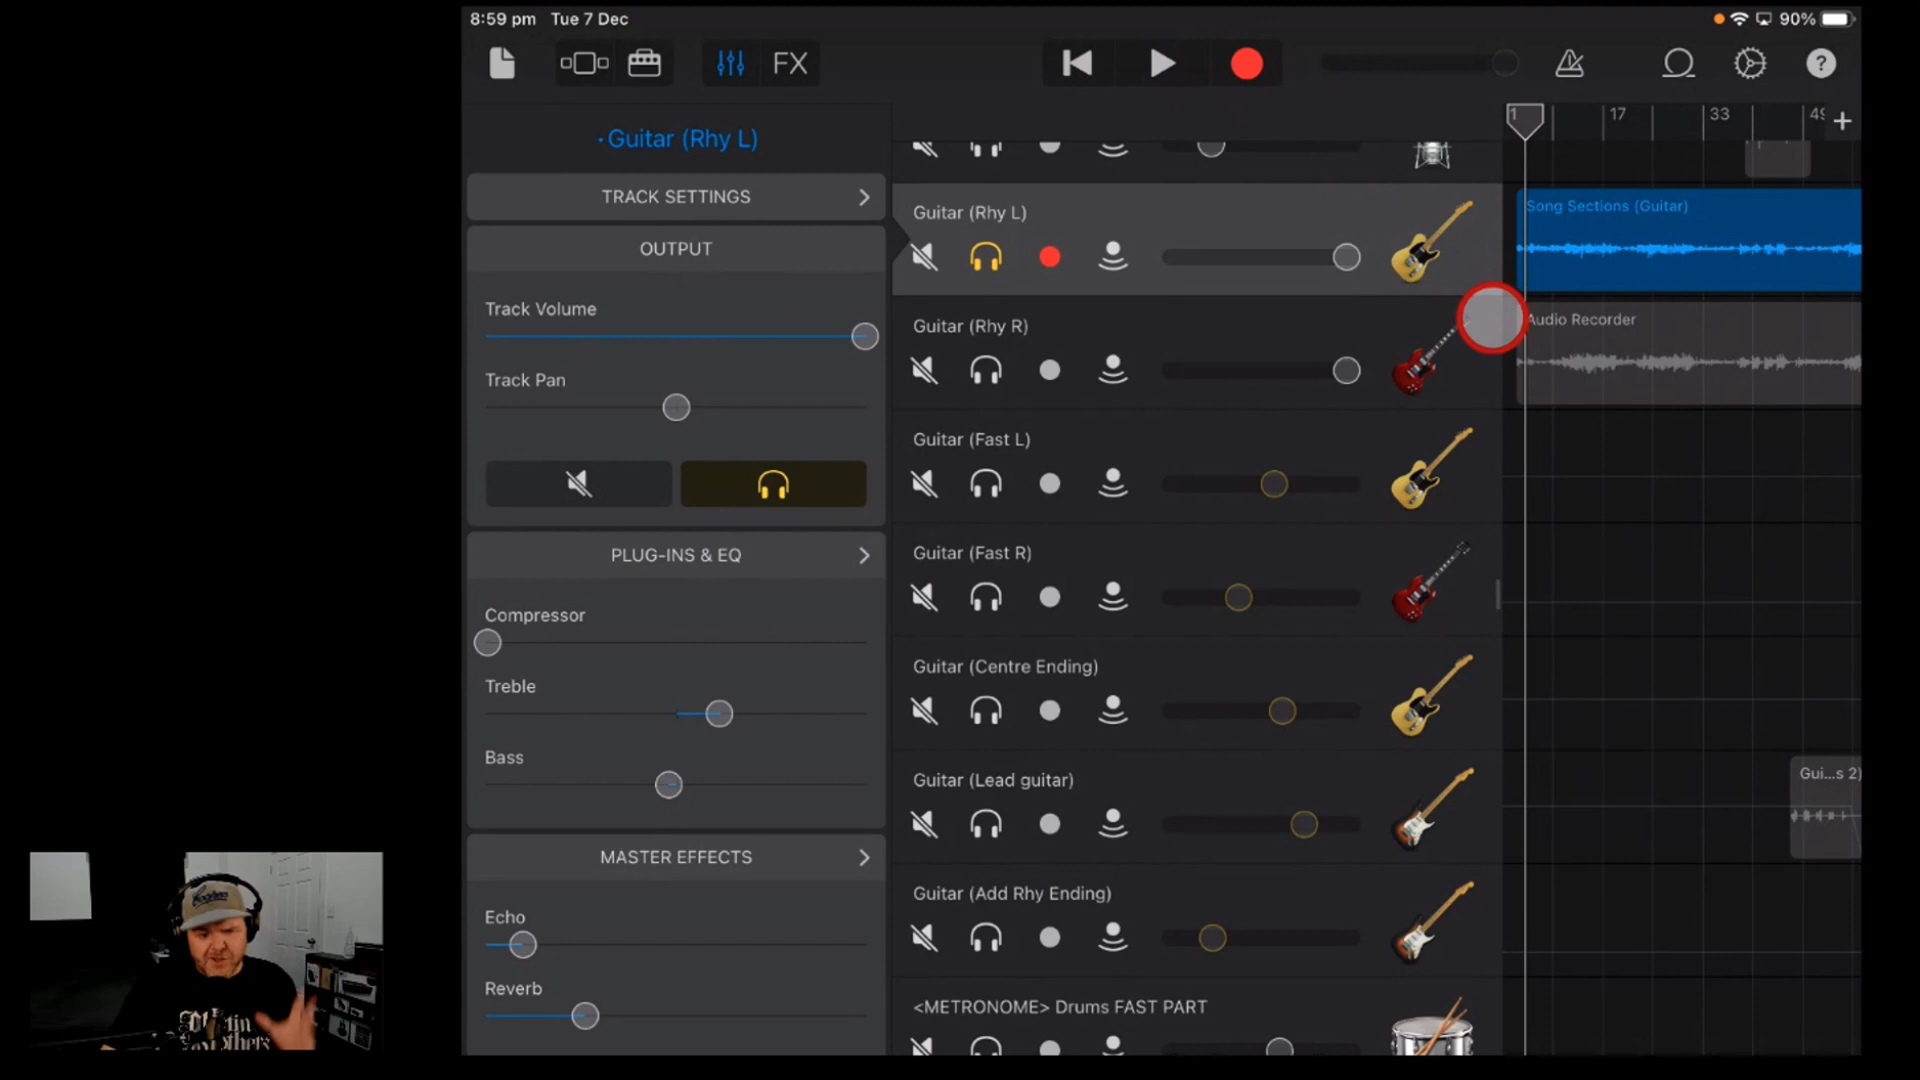 8:59 pm Tue 7 Dec
90%
FX
?
Guitar (Rhy L)
TRACK SETTINGS
OUTPUT
Track Volume
Track Pan
PLUG-INS & EQ
Compressor
Treble
Bass
MASTER EFFECTS
Echo
Reverb
Guitar (Rhy L)
Guitar (Rhy R)
Guitar (Fast L)
Guitar (Fast R)
Guitar (Centre Ending)
Guitar (Lead guitar)
Guitar (Add Rhy Ending)
<METRONOME> Drums FAST PART
1 17 33 49 +
Song Sections (Guitar)
Audio Recorder
Gui...s 2)